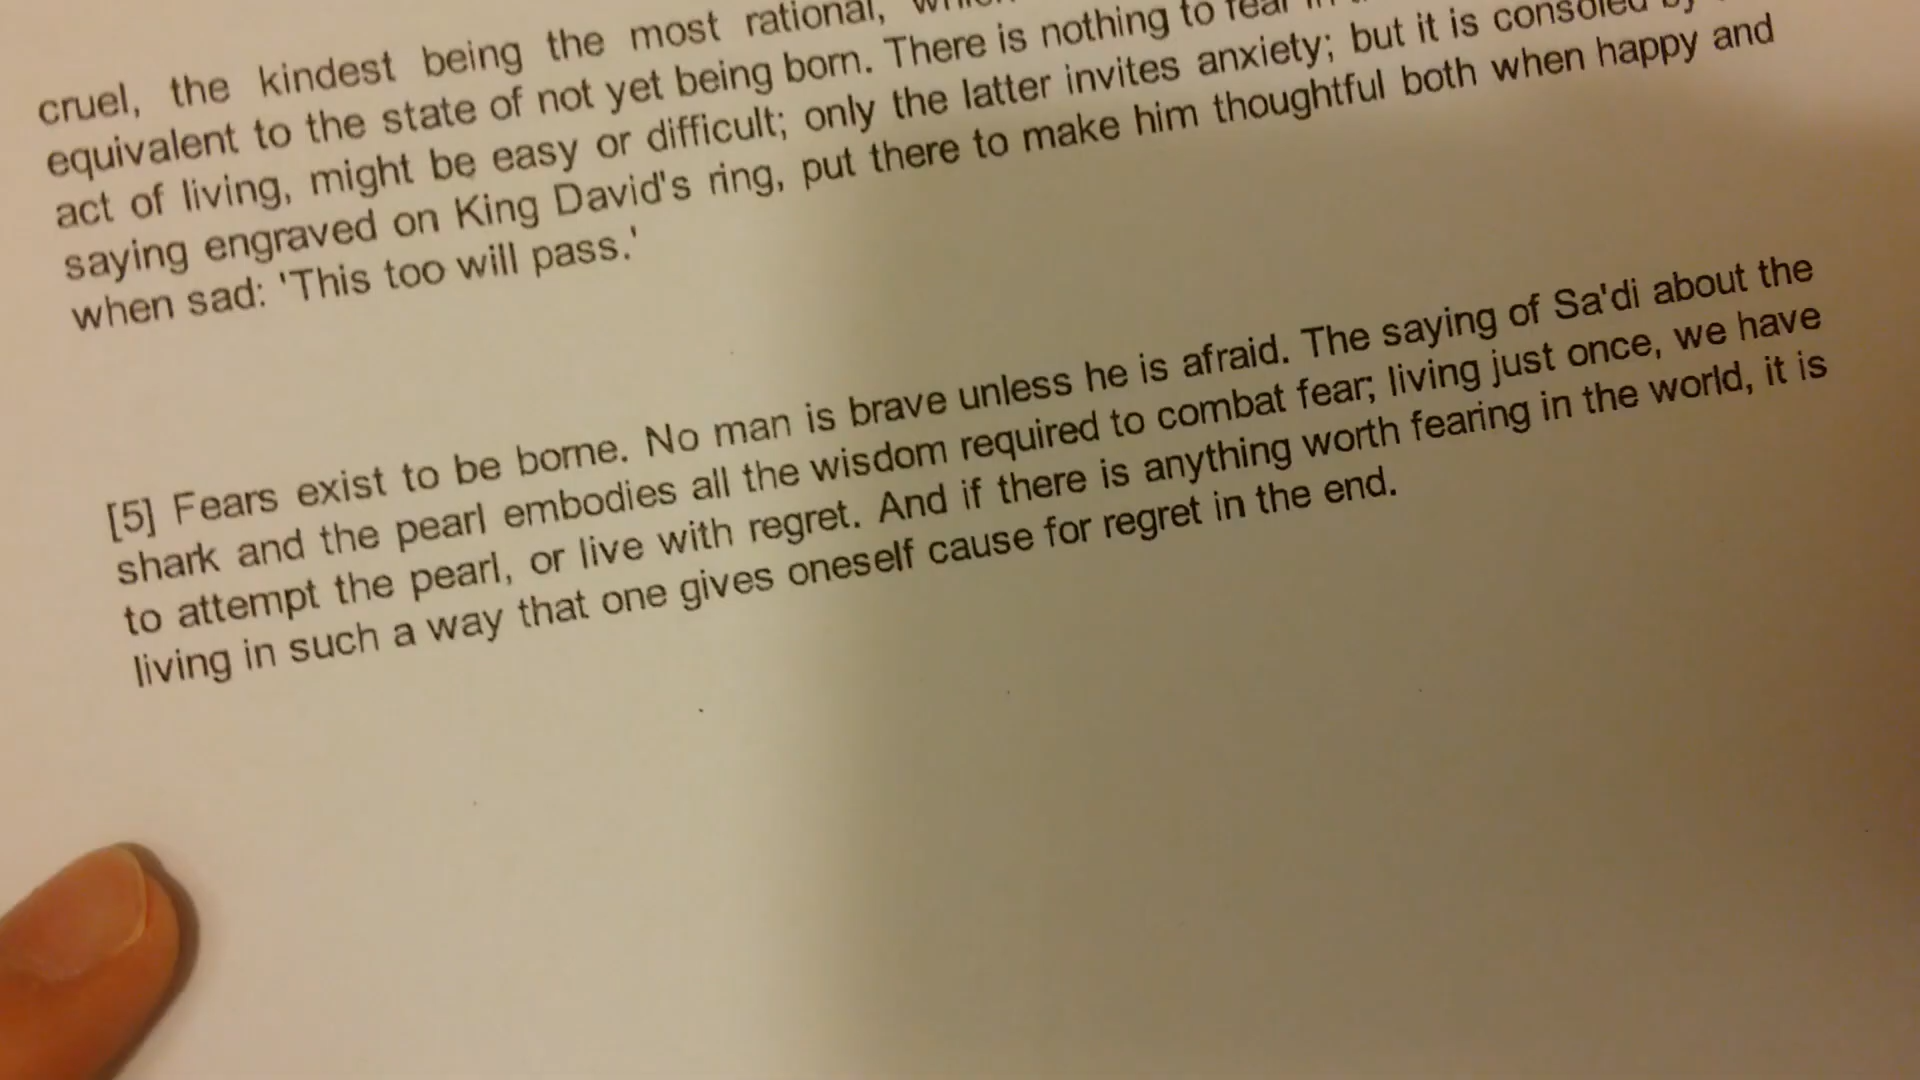 cruel, the kindest being the most rational,
equivalent to the state of not yet being born. There is nothing to fear in
act of living, might be easy or difficult; only the latter invites anxiety; but it is consoled by
saying engraved on King David's ring, put there to make him thoughtful both when happy and
when sad: 'This too will pass.'
[5] Fears exist to be borne. No man is brave unless he is afraid. The saying of Sa'di about the
shark and the pearl embodies all the wisdom required to combat fear; living just once, we have
to attempt the pearl, or live with regret. And if there is anything worth fearing in the world, it is
living in such a way that one gives oneself cause for regret in the end.